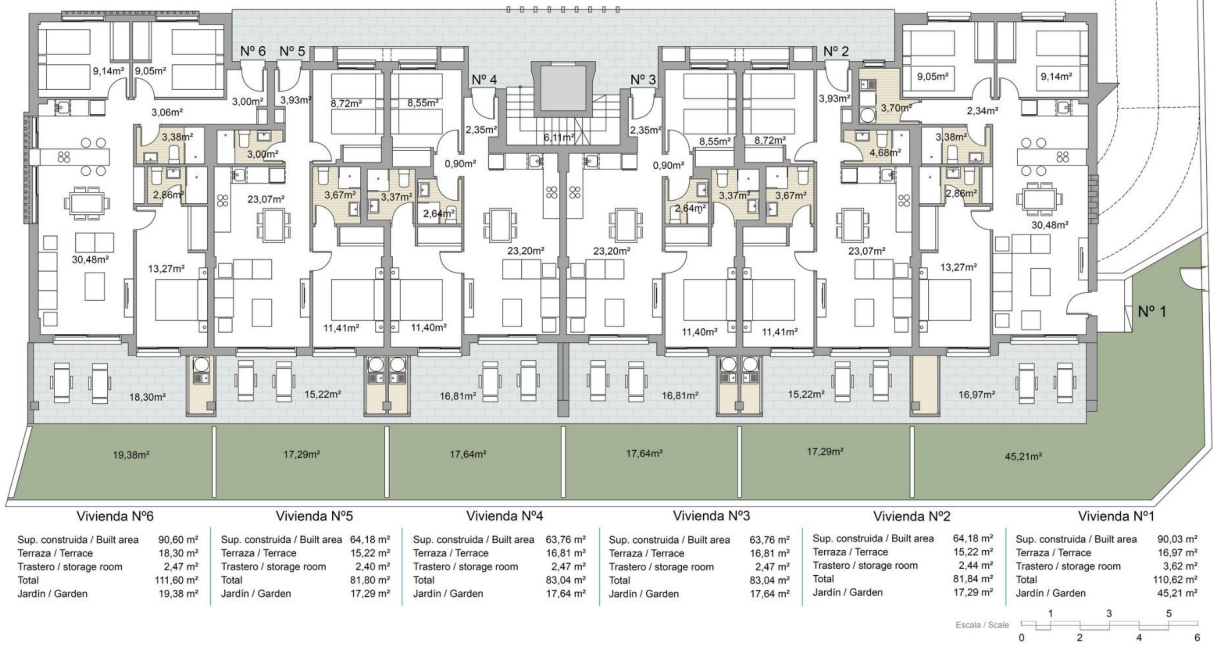 Nº 6
Nº 5
Nº 4
Nº 3
Nº 2
9,14m²
9,05m²
3,00m²
3,93m²
8,72m²
8,55m²
2,35m²
6,11m²
2,35m²
8,55m²
8,72m²
3,93m²
3,70m²
9,05m²
9,14m²
3,06m²
2,34m²
3,38m²
3,00m²
0,90m²
0,90m²
4,68m²
3,38m²
2,86m²
23,07m²
3,67m²
3,37m²
2,64m²
2,64m²
3,37m²
3,67m²
2,86m²
30,48m²
13,27m²
23,20m²
23,20m²
23,07m²
13,27m²
30,48m²
11,41m²
11,40m²
11,40m²
11,41m²
Nº 1
18,30m²
15,22m²
16,81m²
16,81m²
15,22m²
16,97m²
19,38m²
17,29m²
17,64m²
17,64m²
17,29m²
45,21m²
Vivienda Nº6
Sup. construida / Built area 90,60 m²
Terraza / Terrace 18,30 m²
Trastero / storage room 2,47 m²
Total 111,60 m²
Jardín / Garden 19,38 m²
Vivienda Nº5
Sup. construida / Built area 64,18 m²
Terraza / Terrace 15,22 m²
Trastero / storage room 2,40 m²
Total 81,80 m²
Jardín / Garden 17,29 m²
Vivienda Nº4
Sup. construida / Built area 63,76 m²
Terraza / Terrace 16,81 m²
Trastero / storage room 2,47 m²
Total 83,04 m²
Jardín / Garden 17,64 m²
Vivienda Nº3
Sup. construida / Built area 63,76 m²
Terraza / Terrace 16,81 m²
Trastero / storage room 2,47 m²
Total 83,04 m²
Jardín / Garden 17,64 m²
Vivienda Nº2
Sup. construida / Built area 64,18 m²
Terraza / Terrace 15,22 m²
Trastero / storage room 2,44 m²
Total 81,84 m²
Jardín / Garden 17,29 m²
Vivienda Nº1
Sup. construida / Built area 90,03 m²
Terraza / Terrace 16,97 m²
Trastero / storage room 3,62 m²
Total 110,62 m²
Jardín / Garden 45,21 m²
Escala / Scale
1 3 5
0 2 4 6